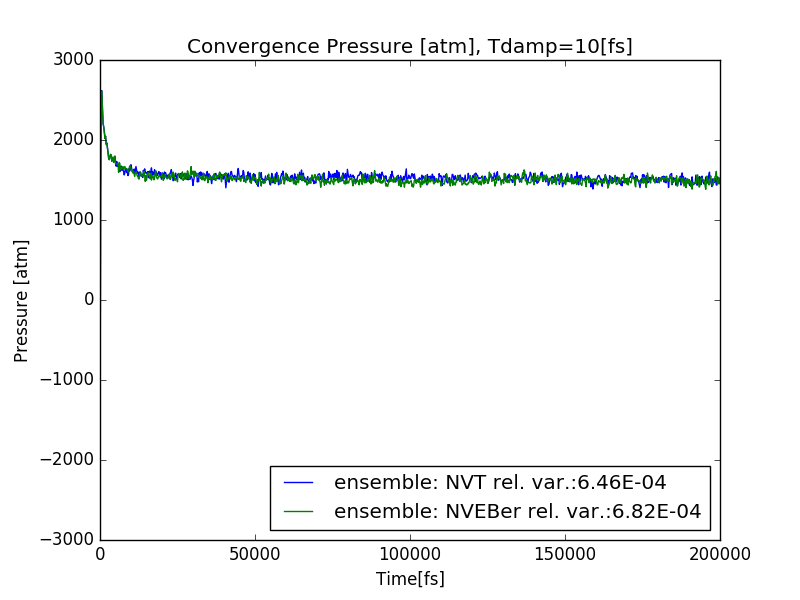 Convergence Pressure [atm], Tdamp=10[fs]
3000
2000
1000
0
−1000
−2000
−3000
Pressure [atm]
ensemble: NVT rel. var.:6.46E-04
ensemble: NVEBer rel. var.:6.82E-04
0
50000
100000
150000
200000
Time[fs]